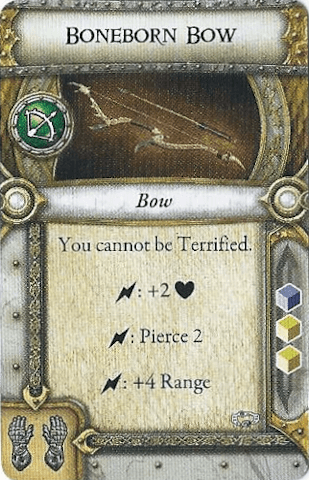 BONEBORN BOW
Bow
You cannot be Terrified.
: +2
: Pierce 2
: +4 Range